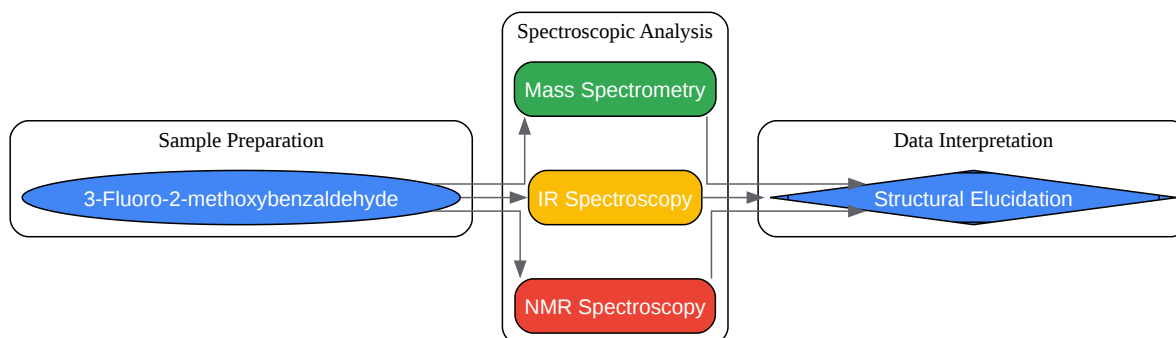 Spectroscopic Analysis
Mass Spectrometry
Sample Preparation
Data Interpretation
3-Fluoro-2-methoxybenzaldehyde
IR Spectroscopy
Structural Elucidation
NMR Spectroscopy